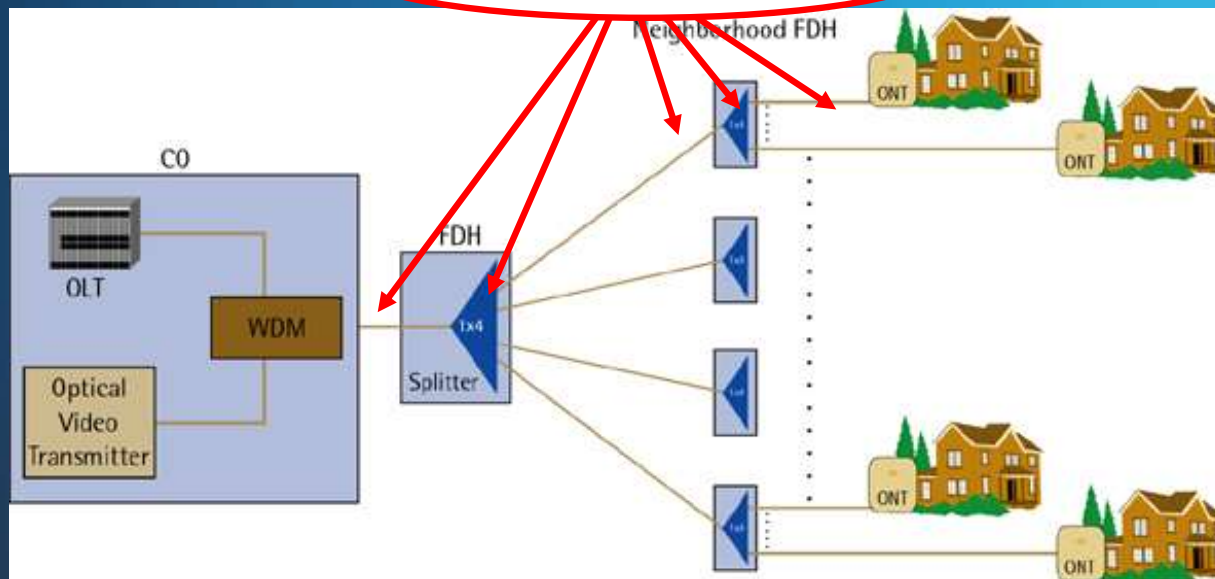 Neighborhood FDH
ONT
ONT
CO
OLT
FDH
WDM
1x4
Splitter
Optical
Video
Transmitter
ONT
ONT